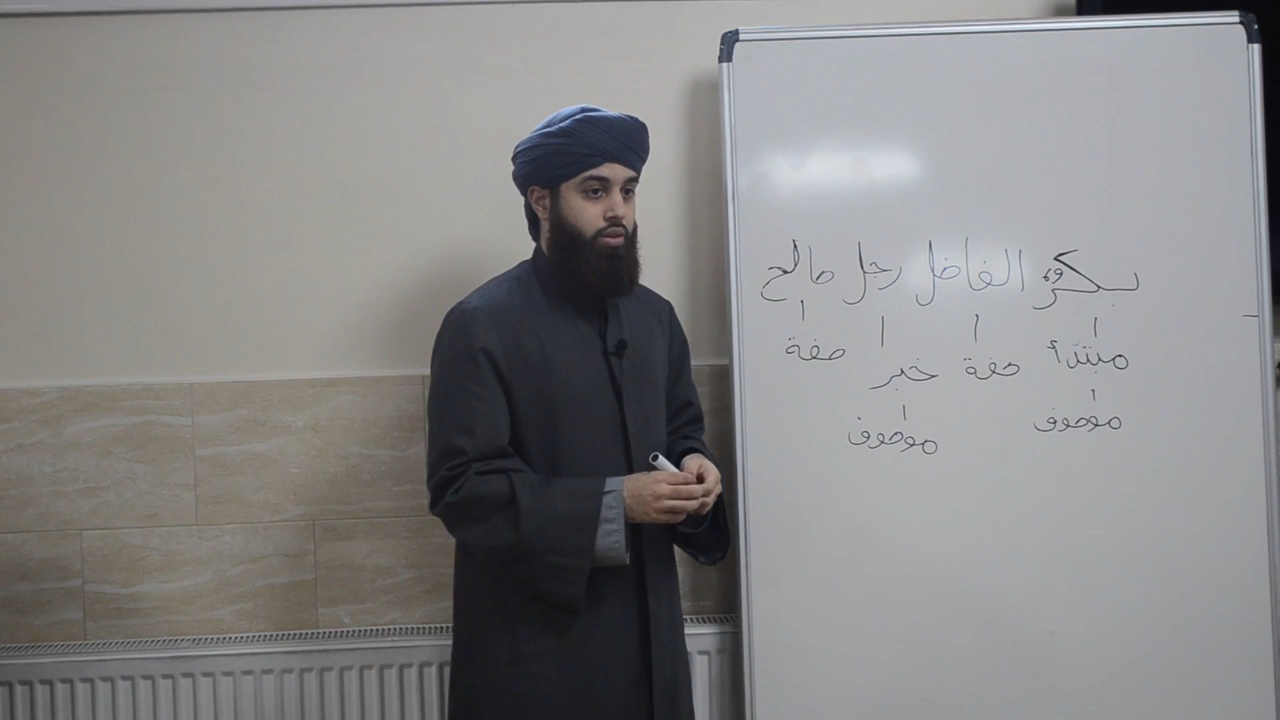 بكرٌ الفاضل رجل صالح
مبتدأ صفة خبر صفة
موصوف موصوف